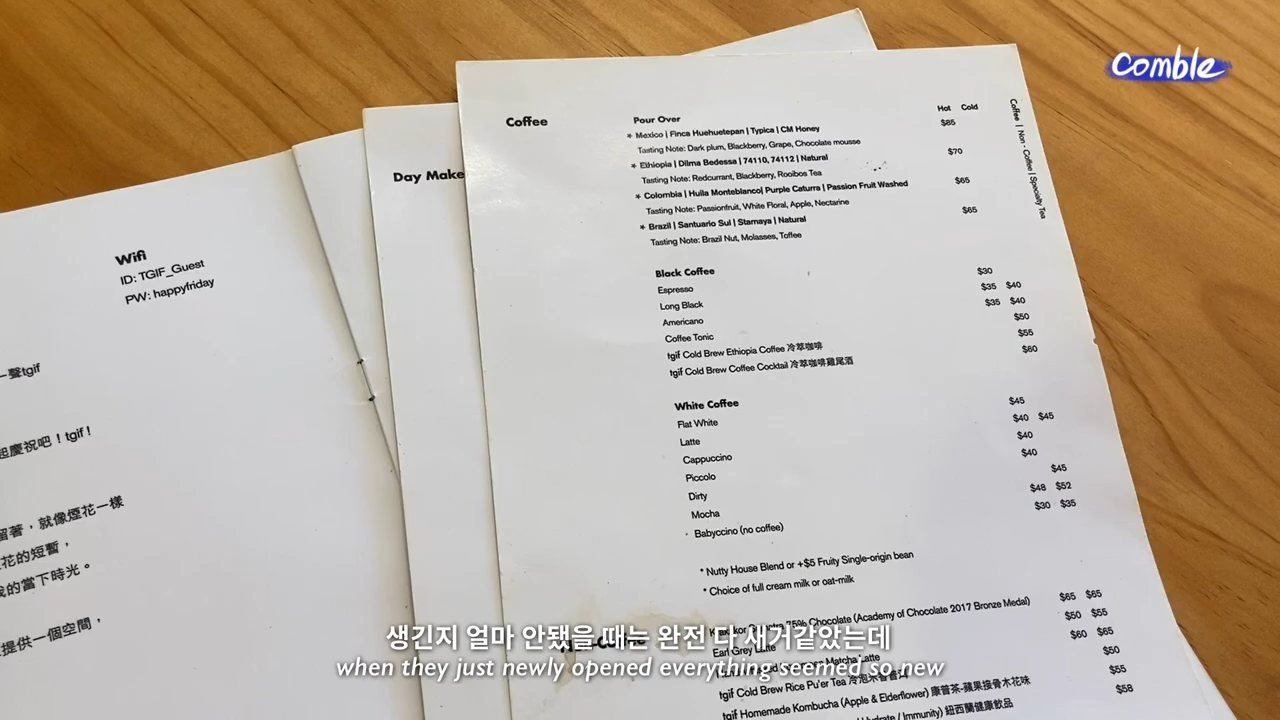 Comble
Wifi
ID: TGIF_Guest
PW: happyfriday
一聲tgif
起慶祝吧！tgif！
留著，就像煙花一樣
花的短暫，
我的當下時光。
提供一個空間，
Day Make
Coffee
Coffee | Non - Coffee | Specialty Tea
Hot Cold
Pour Over
* Mexico | Finca Huehuetepan | Typica | CM Honey $85
Tasting Note: Dark plum, Blackberry, Grape, Chocolate mousse
* Ethiopia | Dilma Bedessa | 74110, 74112 | Natural $70
Tasting Note: Redcurrant, Blackberry, Rooibos Tea
* Colombia | Huila Monteblanco| Purple Caturra | Passion Fruit Washed $65
Tasting Note: Passionfruit, White Floral, Apple, Nectarine
* Brazil | Santuario Sul | Starmaya | Natural $65
Tasting Note: Brazil Nut, Molasses, Toffee
Black Coffee
Espresso $30
Long Black $35 $40
Americano $35 $40
Coffee Tonic $50
tgif Cold Brew Ethiopia Coffee 冷萃咖啡 $55
tgif Cold Brew Coffee Cocktail 冷萃咖啡雞尾酒 $60
White Coffee
Flat White $45
Latte $40 $45
Cappuccino $40
Piccolo $40
Dirty $45
Mocha $48 $52
Babyccino (no coffee) $30 $35
* Nutty House Blend or +$5 Fruity Single-origin bean
* Choice of full cream milk or oat-milk
75% Chocolate (Academy of Chocolate 2017 Bronze Medal) $65 $65
Earl Grey Latte $50 $55
Matcha Latte $60 $65
tgif Cold Brew Rice Pu'er Tea $50
tgif Homemade Kombucha (Apple & Elderflower) 康普茶-蘋果接骨木花味 $55
Hydrate / Immunity) 紐西蘭健康飲品 $58
생긴지 얼마 안됐을 때는 완전 다 새거같았는데
when they just newly opened everything seemed so new